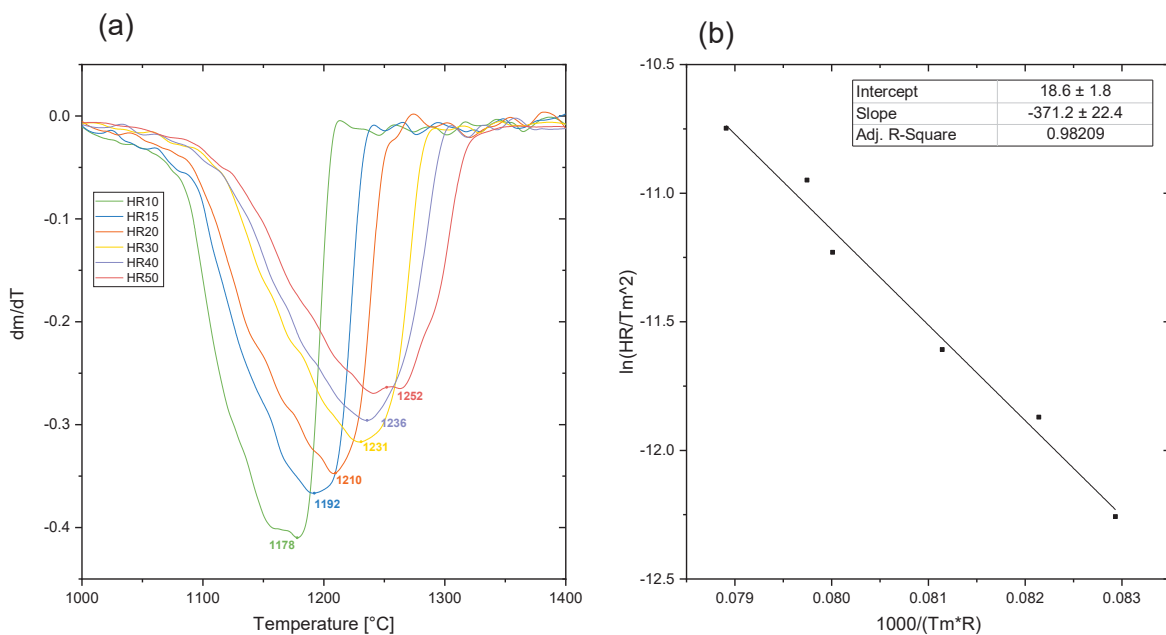 (a)
0.0
-0.1
-0.2
-0.3
-0.4
dm/dT
HR10
HR15
HR20
HR30
HR40
HR50
1178
1192
1210
1231
1236
1252
1000
1100
1200
1300
1400
Temperature [°C]
(b)
-10.5
-11.0
-11.5
-12.0
-12.5
ln(HR/Tm^2)
Intercept 18.6 ± 1.8
Slope -371.2 ± 22.4
Adj. R-Square 0.98209
0.079
0.080
0.081
0.082
0.083
1000/(Tm*R)